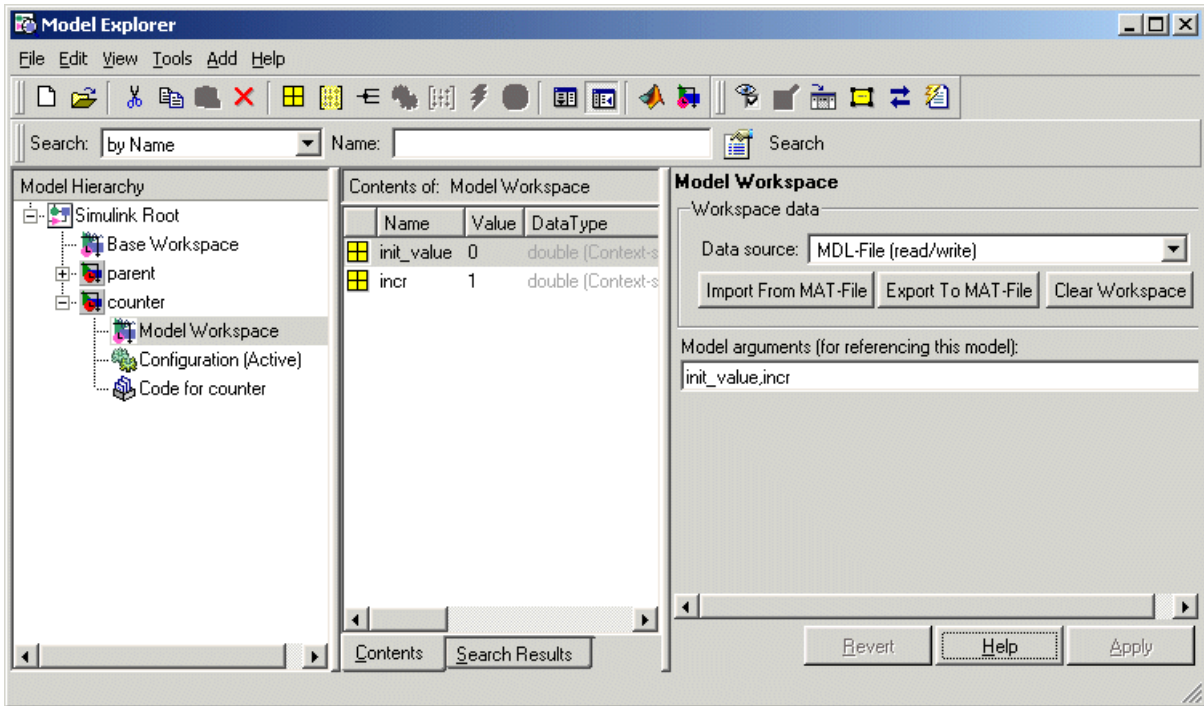 Model Explorer
File Edit View Tools Add Help
Search: by Name Name: Search
Model Hierarchy
Simulink Root
Base Workspace
parent
counter
Model Workspace
Configuration (Active)
Code for counter
Contents of: Model Workspace
Name Value DataType
init_value 0 double (Context-s
incr 1 double (Context-s
Contents Search Results
Model Workspace
Workspace data
Data source: MDL-File (read/write)
Import From MAT-File Export To MAT-File Clear Workspace
Model arguments (for referencing this model):
init_value,incr
Revert Help Apply